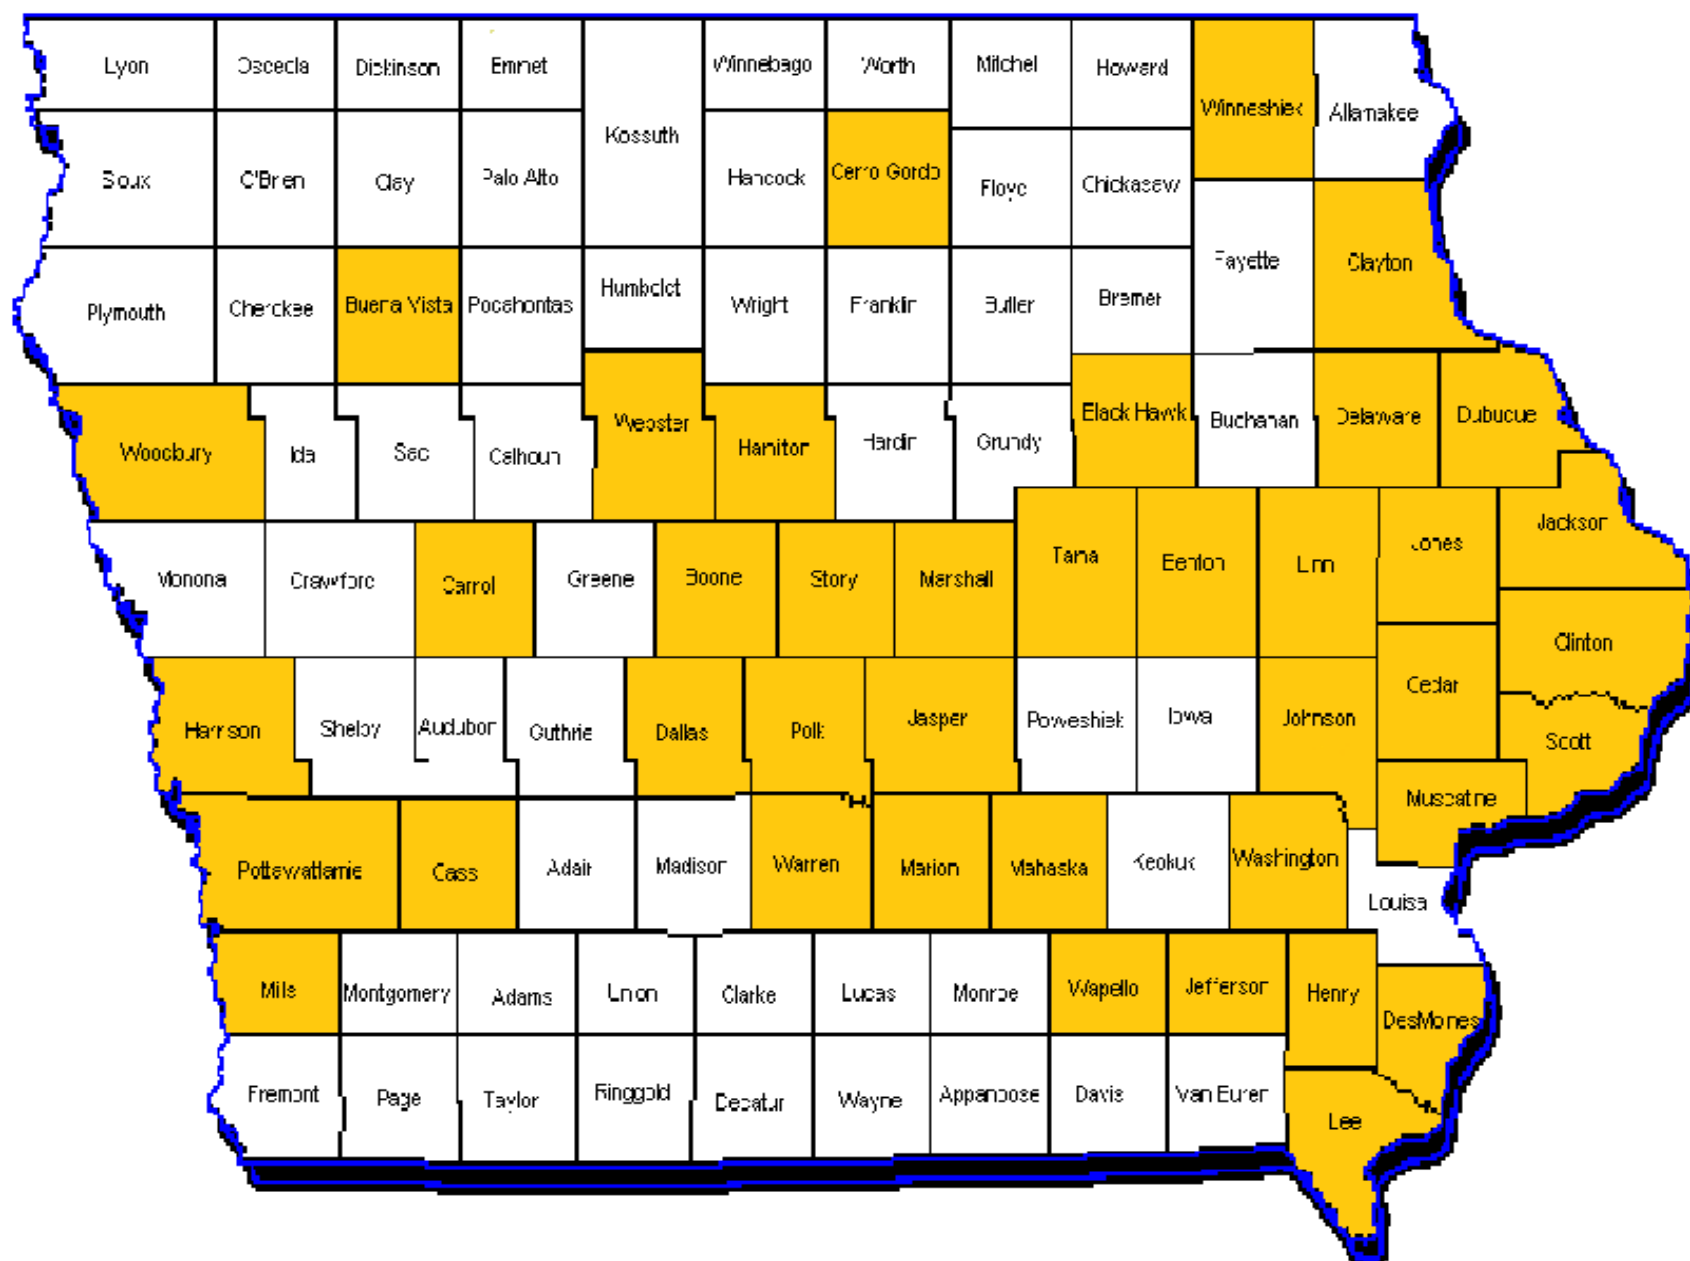 Lyon
Osceola
Dickinson
Emmet
Winnebago
Worth
Mitchel
Howard
Winneshiek
Allamakee
Kossuth
Sioux
O'Brien
Clay
Palo Alto
Hancock
Cerro Gordo
Floyd
Chickasaw
Plymouth
Cherokee
Buena Vista
Pocahontas
Humboldt
Wright
Franklin
Butler
Bremer
Fayette
Clayton
Woodbury
Ida
Sac
Calhoun
Webster
Hamilton
Hardin
Grundy
Black Hawk
Buchanan
Delaware
Dubuque
Monona
Crawford
Carrol
Greene
Boone
Story
Marshall
Tama
Benton
Linn
Jones
Jackson
Clinton
Harrison
Shelby
Audubon
Guthrie
Dallas
Polk
Jasper
Poweshiek
Iowa
Johnson
Cedar
Scott
Muscatine
Pottawattamie
Cass
Adair
Madison
Warren
Marion
Mahaska
Keokuk
Washington
Louisa
Mills
Montgomery
Adams
Union
Clarke
Lucas
Monroe
Wapello
Jefferson
Henry
DesMoines
Fremont
Page
Taylor
Ringgold
Decatur
Wayne
Appanoose
Davis
Van Buren
Lee